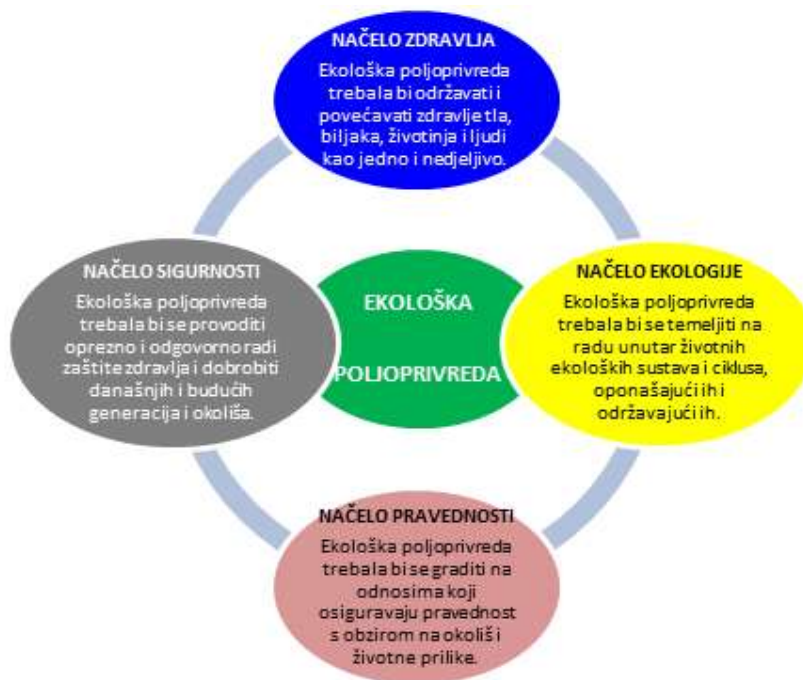 NAČELO ZDRAVLJA
Ekološka poljoprivreda
trebala bi održavati i
povećavati zdravlje tla,
biljaka, životinja i ljudi
kao jedno i nedjeljivo.
NAČELO SIGURNOSTI
Ekološka poljoprivreda
trebala bi se provoditi
oprezno i odgovorno radi
zaštite zdravlja i dobrobiti
današnjih i budućih
generacija i okoliša.
EKOLOŠKA
POLJOPRIVREDA
NAČELO EKOLOGIJE
Ekološka poljoprivreda
trebala bi se temeljiti na
radu unutar životnih
ekoloških sustava i ciklusa,
oponašajući ih i
održavajući ih.
NAČELO PRAVEDNOSTI
Ekološka poljoprivreda
trebala bi se graditi na
odnosima koji
osiguravaju pravednost
s obzirom na okoliš i
životne prilike.